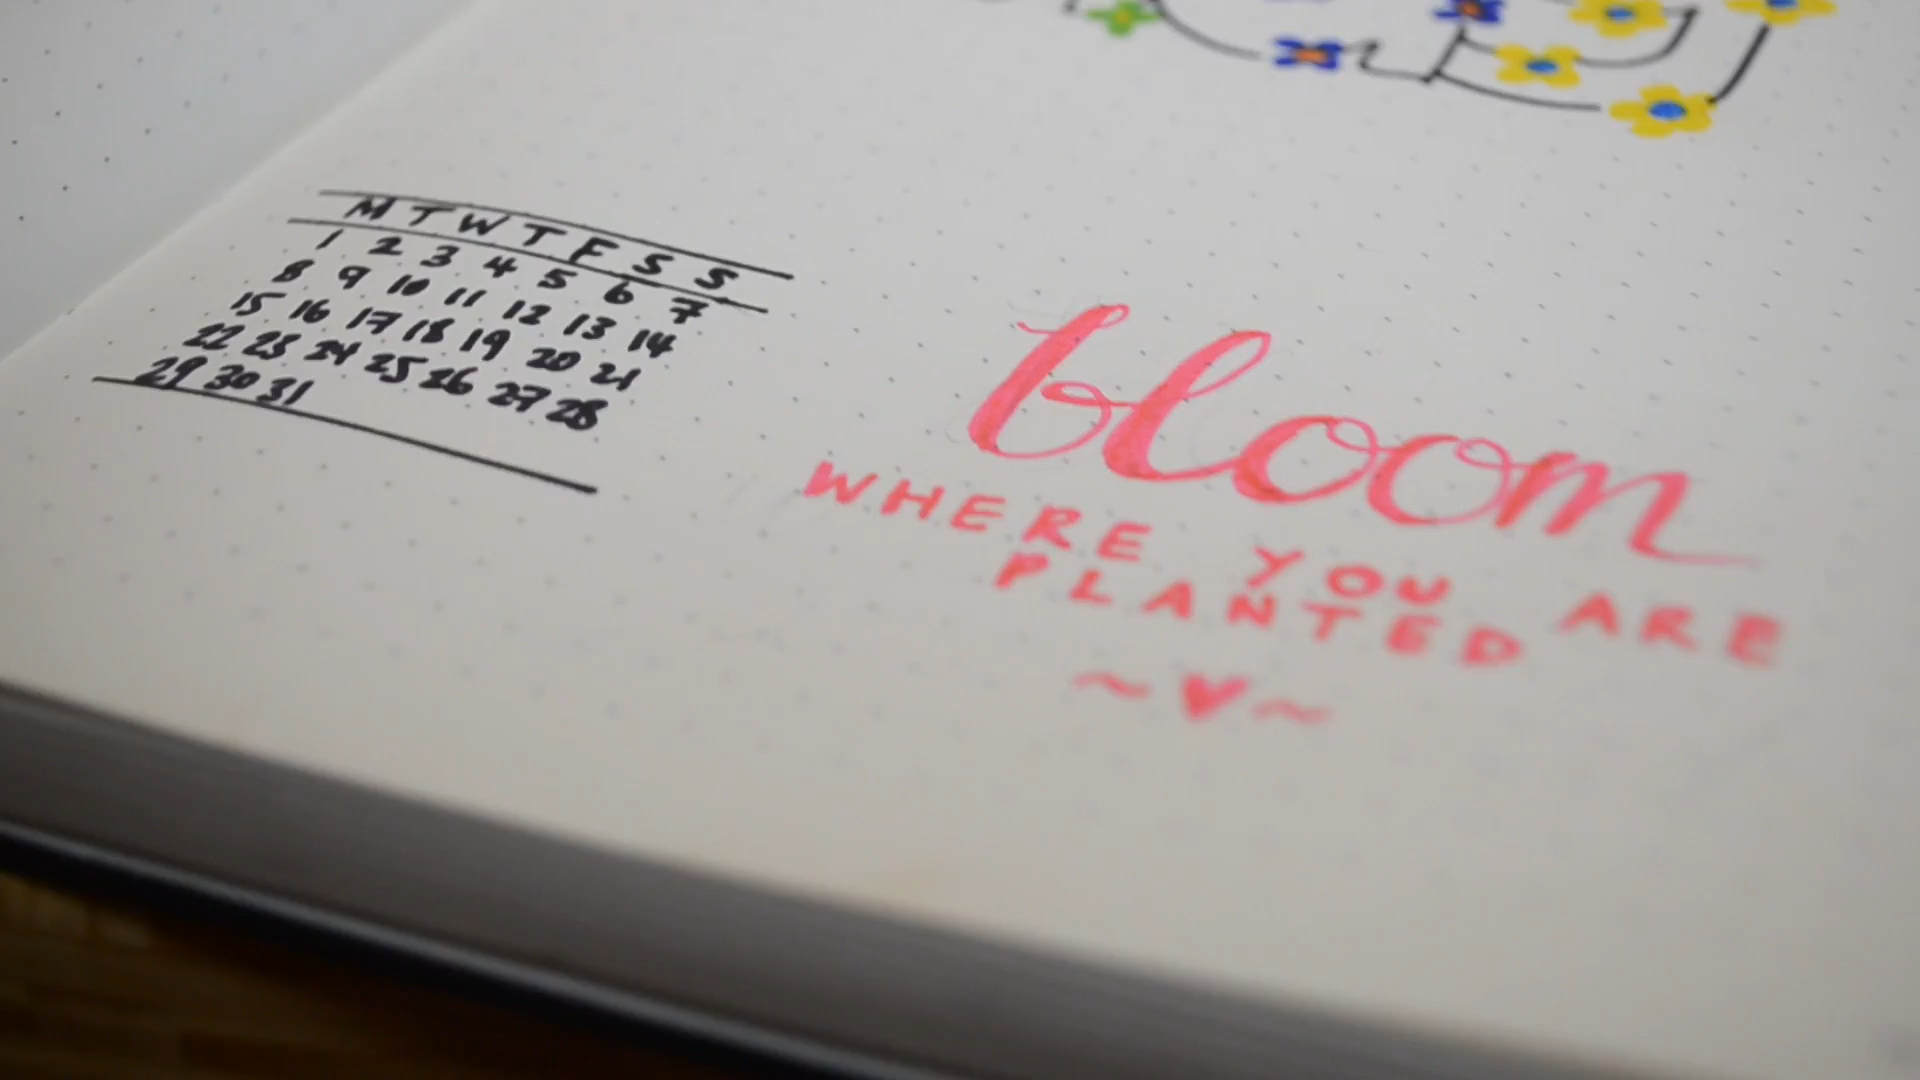 M T W T F S S
1 2 3 4 5 6 7
8 9 10 11 12 13 14
15 16 17 18 19 20 21
22 23 24 25 26 27 28
29 30 31
bloom
WHERE YOU ARE
PLANTED
~♥~